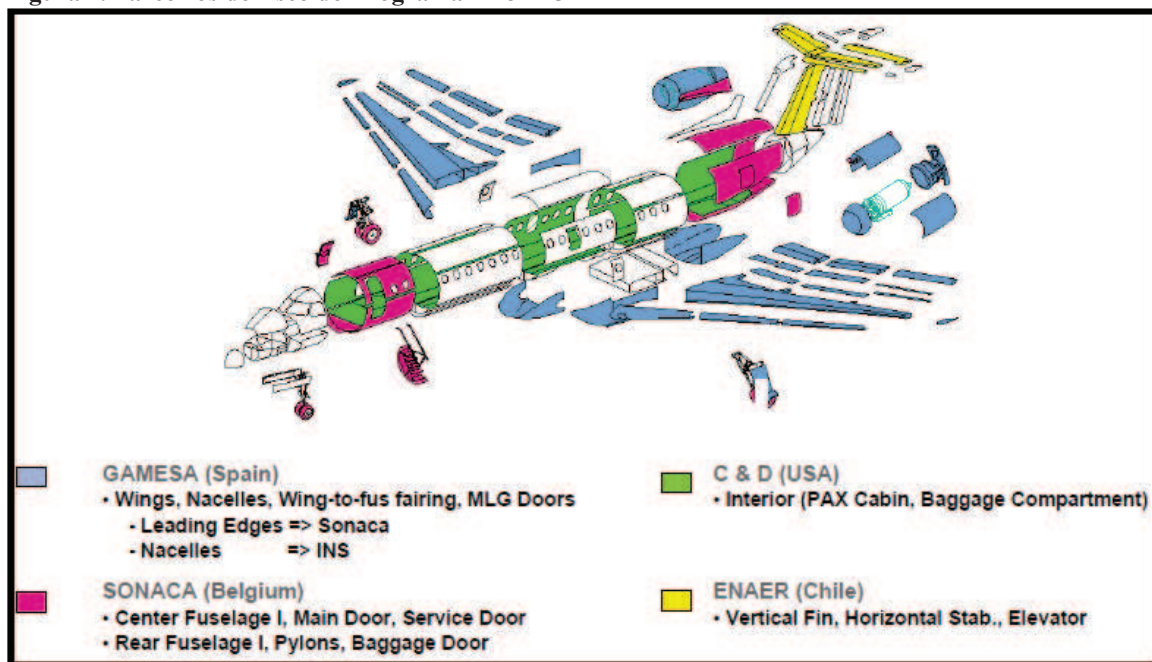 GAMESA (Spain)
• Wings, Nacelles, Wing-to-fus fairing, MLG Doors
- Leading Edges => Sonaca
- Nacelles => INS
SONACA (Belgium)
• Center Fuselage I, Main Door, Service Door
• Rear Fuselage I, Pylons, Baggage Door
C & D (USA)
• Interior (PAX Cabin, Baggage Compartment)
ENAER (Chile)
• Vertical Fin, Horizontal Stab., Elevator